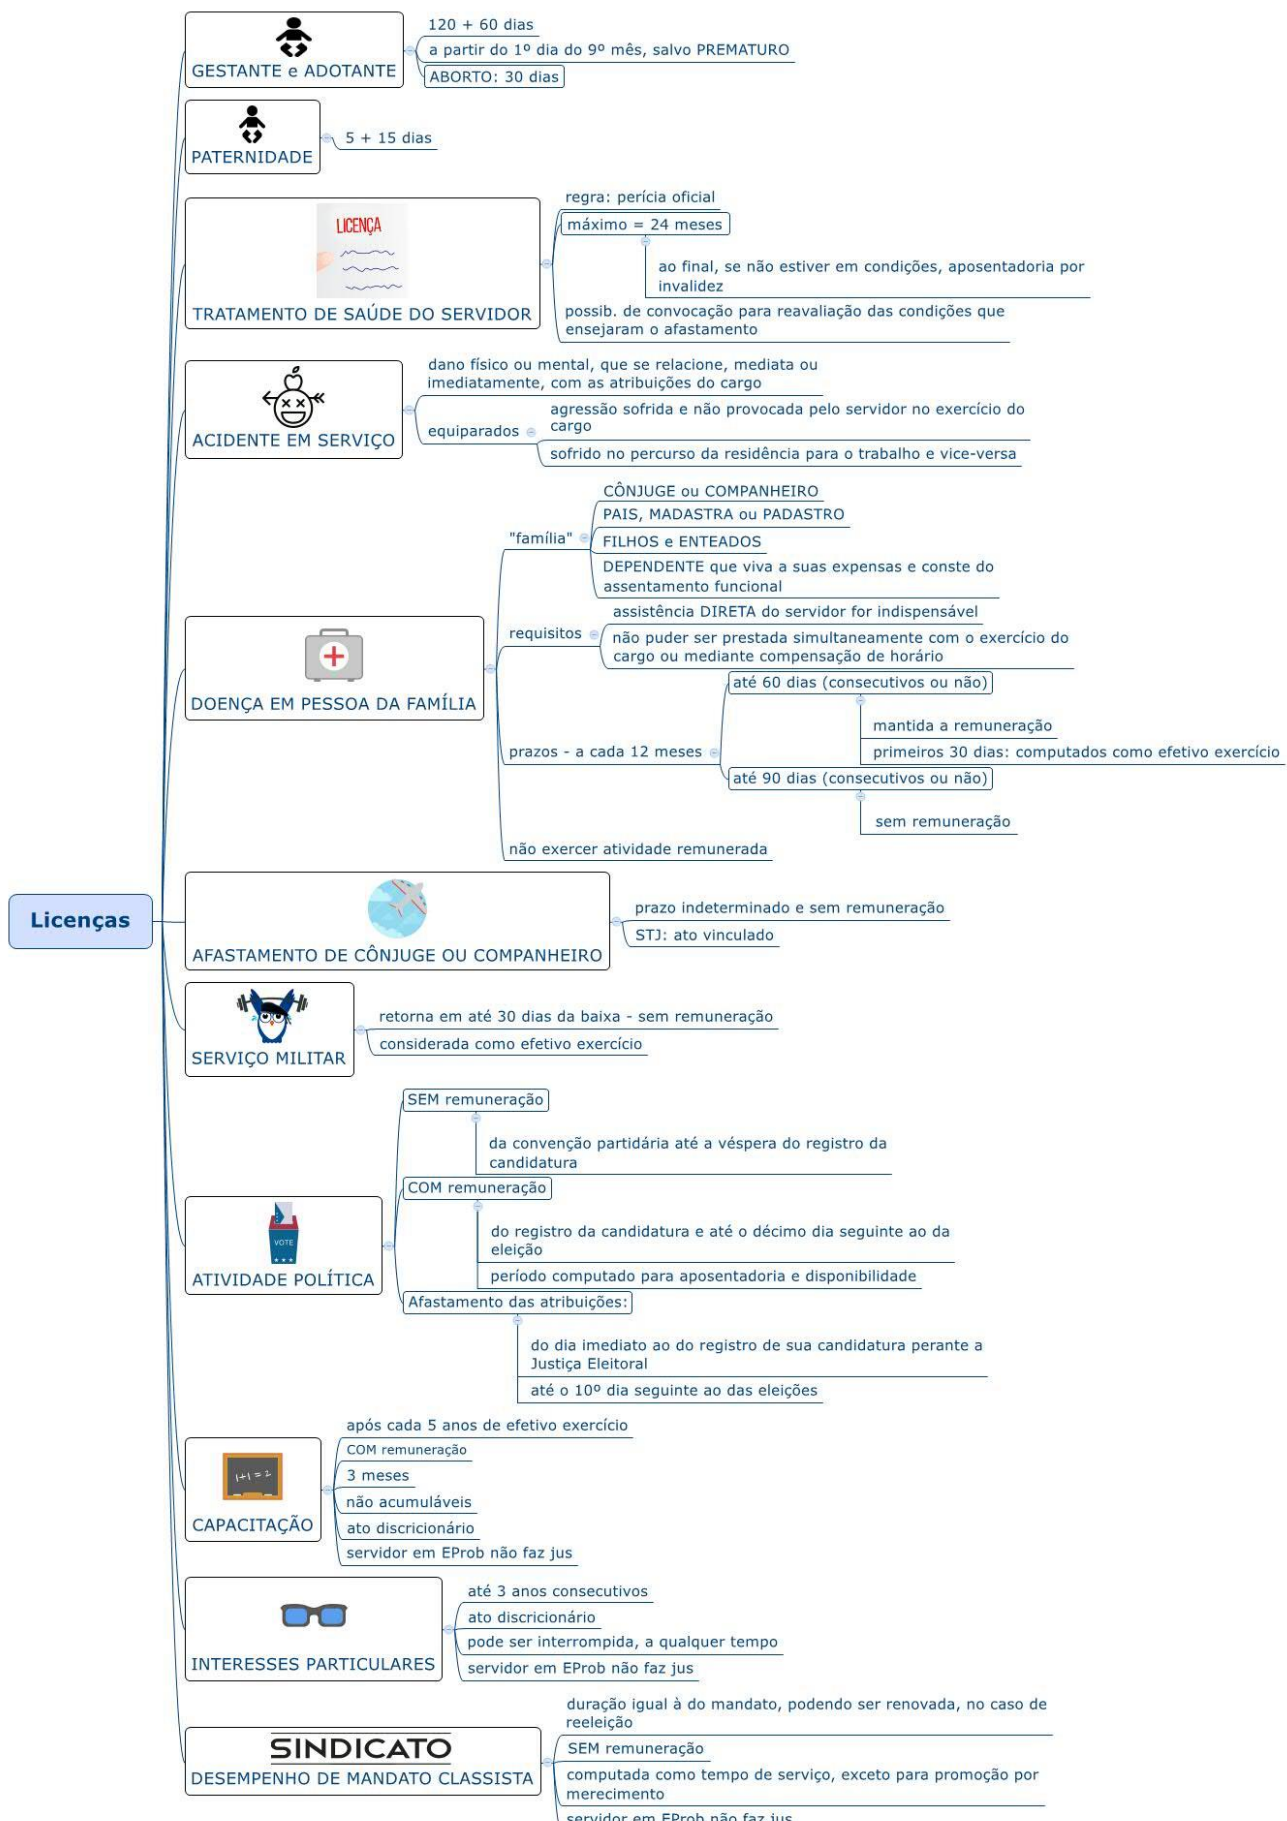 120 + 60 dias
a partir do 1º dia do 9º mês, salvo PREMATURO
GESTANTE e ADOTANTE
ABORTO: 30 dias
5 + 15 dias
PATERNIDADE
regra: perícia oficial
LICENÇA
máximo = 24 meses
ao final, se não estiver em condições, aposentadoria por
invalidez
TRATAMENTO DE SAÚDE DO SERVIDOR
possib. de convocação para reavaliação das condições que
ensejaram o afastamento
dano físico ou mental, que se relacione, mediata ou
imediatamente, com as atribuições do cargo
ACIDENTE EM SERVIÇO
equiparados
agressão sofrida e não provocada pelo servidor no exercício do
cargo
sofrido no percurso da residência para o trabalho e vice-versa
"família"
CÔNJUGE ou COMPANHEIRO
PAIS, MADASTRA ou PADASTRO
FILHOS e ENTEADOS
DEPENDENTE que viva a suas expensas e conste do
assentamento funcional
requisitos
assistência DIRETA do servidor for indispensável
não puder ser prestada simultaneamente com o exercício do
cargo ou mediante compensação de horário
DOENÇA EM PESSOA DA FAMÍLIA
prazos - a cada 12 meses
até 60 dias (consecutivos ou não)
mantida a remuneração
primeiros 30 dias: computados como efetivo exercício
até 90 dias (consecutivos ou não)
sem remuneração
não exercer atividade remunerada
Licenças
prazo indeterminado e sem remuneração
STJ: ato vinculado
AFASTAMENTO DE CÔNJUGE OU COMPANHEIRO
retorna em até 30 dias da baixa - sem remuneração
considerada como efetivo exercício
SERVIÇO MILITAR
SEM remuneração
da convenção partidária até a véspera do registro da
candidatura
COM remuneração
do registro da candidatura e até o décimo dia seguinte ao da
eleição
período computado para aposentadoria e disponibilidade
VOTE
ATIVIDADE POLÍTICA
Afastamento das atribuições:
do dia imediato ao do registro de sua candidatura perante a
Justiça Eleitoral
até o 10º dia seguinte ao das eleições
após cada 5 anos de efetivo exercício
COM remuneração
3 meses
1+1 = 2
não acumuláveis
CAPACITAÇÃO
ato discricionário
servidor em EProb não faz jus
até 3 anos consecutivos
ato discricionário
pode ser interrompida, a qualquer tempo
INTERESSES PARTICULARES
servidor em EProb não faz jus
duração igual à do mandato, podendo ser renovada, no caso de
reeleição
SINDICATO
SEM remuneração
DESEMPENHO DE MANDATO CLASSISTA
computada como tempo de serviço, exceto para promoção por
merecimento
servidor em EProb não faz jus